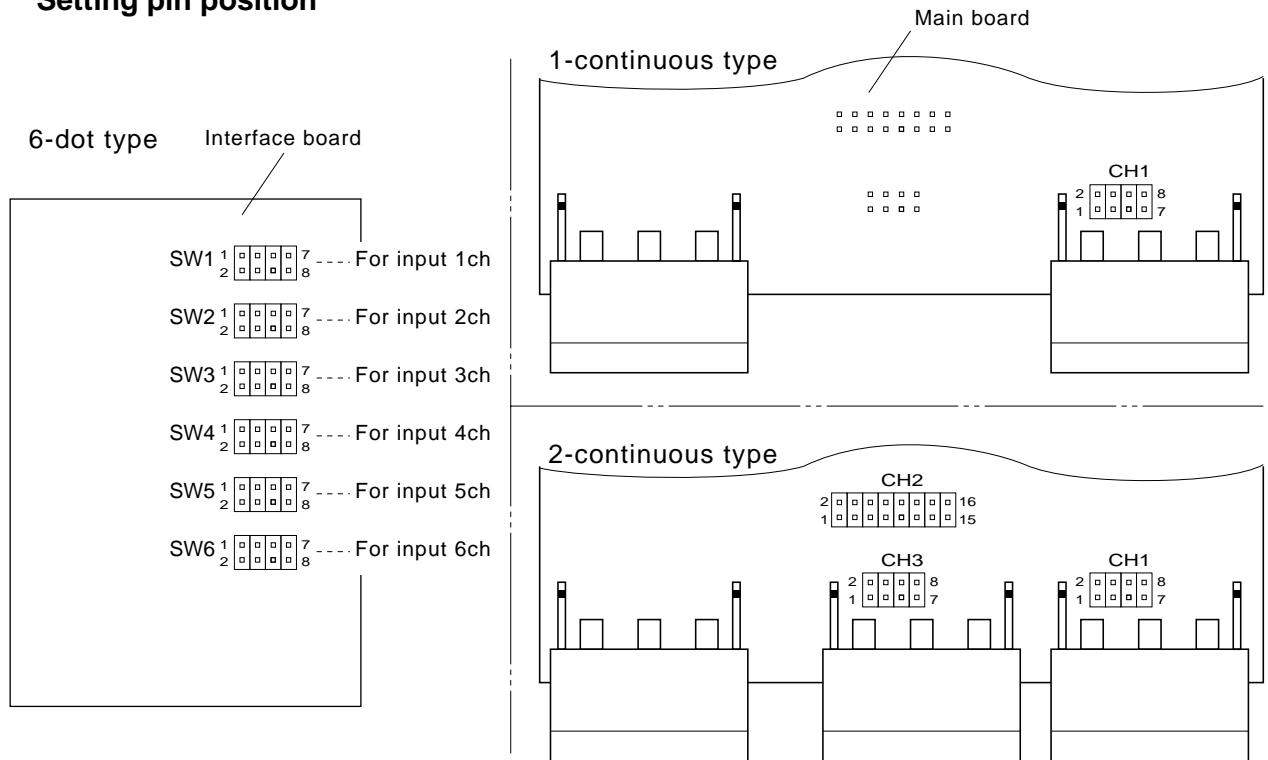 Setting pin position
6-dot type
Interface board
SW1 1 2 7 8 For input 1ch
SW2 1 2 7 8 For input 2ch
SW3 1 2 7 8 For input 3ch
SW4 1 2 7 8 For input 4ch
SW5 1 2 7 8 For input 5ch
SW6 1 2 7 8 For input 6ch
Main board
1-continuous type
CH1
2 8
1 7
2-continuous type
CH2
2 16
1 15
CH3
2 8
1 7
CH1
2 8
1 7